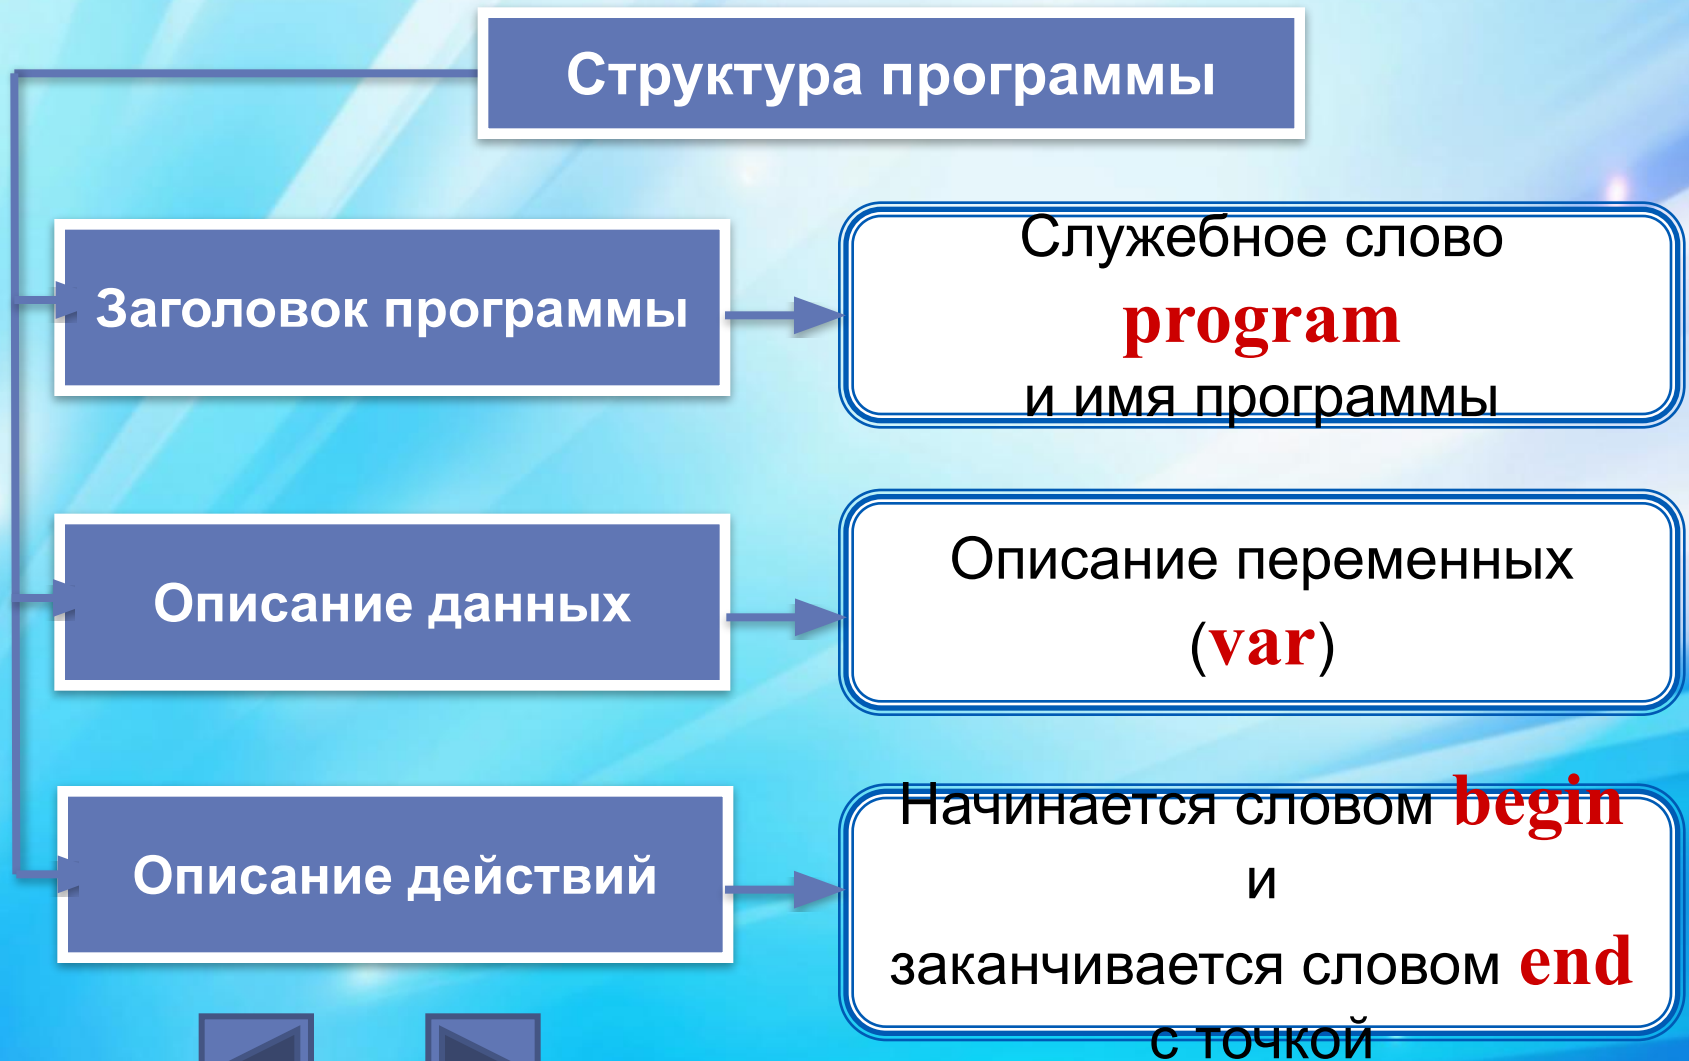 Структура программы
Заголовок программы
Служебное слово
program
и имя программы
Описание данных
Описание переменных
(var)
Описание действий
Начинается словом begin
и
заканчивается словом end
с точкой